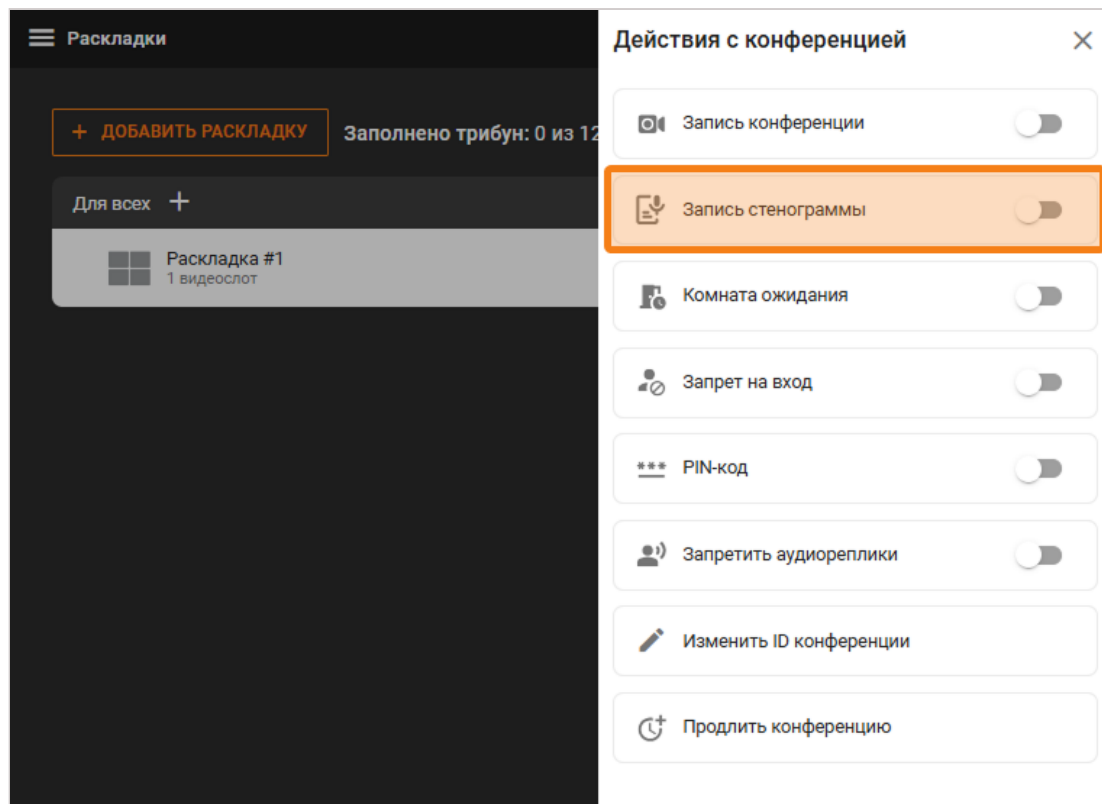 Раскладки
+ ДОБАВИТЬ РАСКЛАДКУ
Заполнено трибун: 0 из 12
Для всех +
Раскладка #1
1 видеослот
Действия с конференцией
Запись конференции
Запись стенограммы
Комната ожидания
Запрет на вход
*** PIN-код
Запретить аудиореплики
Изменить ID конференции
Продлить конференцию